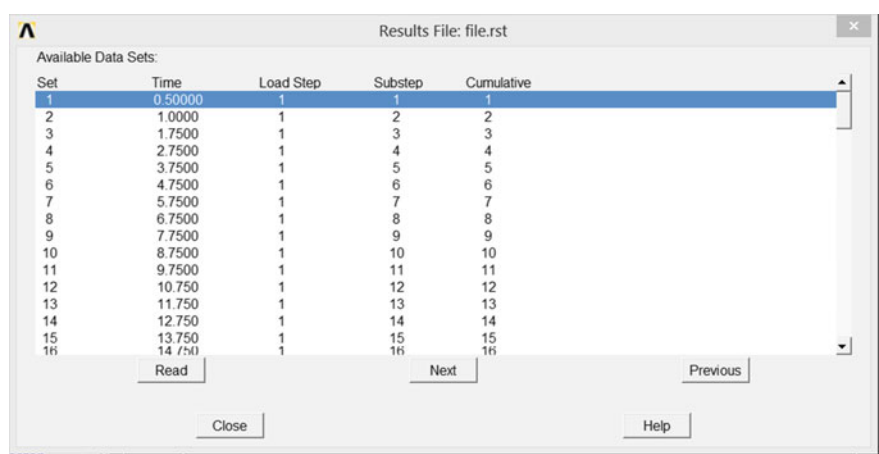 Results File: file.rst
Available Data Sets:
Set Time Load Step Substep Cumulative
1 0.50000 1 1 1
2 1.0000 1 2 2
3 1.7500 1 3 3
4 2.7500 1 4 4
5 3.7500 1 5 5
6 4.7500 1 6 6
7 5.7500 1 7 7
8 6.7500 1 8 8
9 7.7500 1 9 9
10 8.7500 1 10 10
11 9.7500 1 11 11
12 10.750 1 12 12
13 11.750 1 13 13
14 12.750 1 14 14
15 13.750 1 15 15
16 14.750 1 16 16
Read Next Previous
Close Help